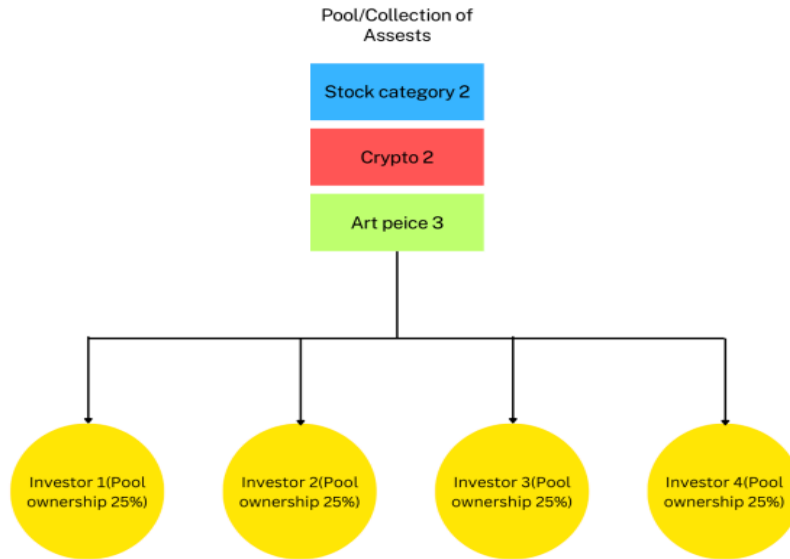 Pool/Collection of
Assests
Stock category 2
Crypto 2
Art peice 3
Investor 1(Pool
ownership 25%)
Investor 2(Pool
ownership 25%)
Investor 3(Pool
ownership 25%)
Investor 4(Pool
ownership 25%)